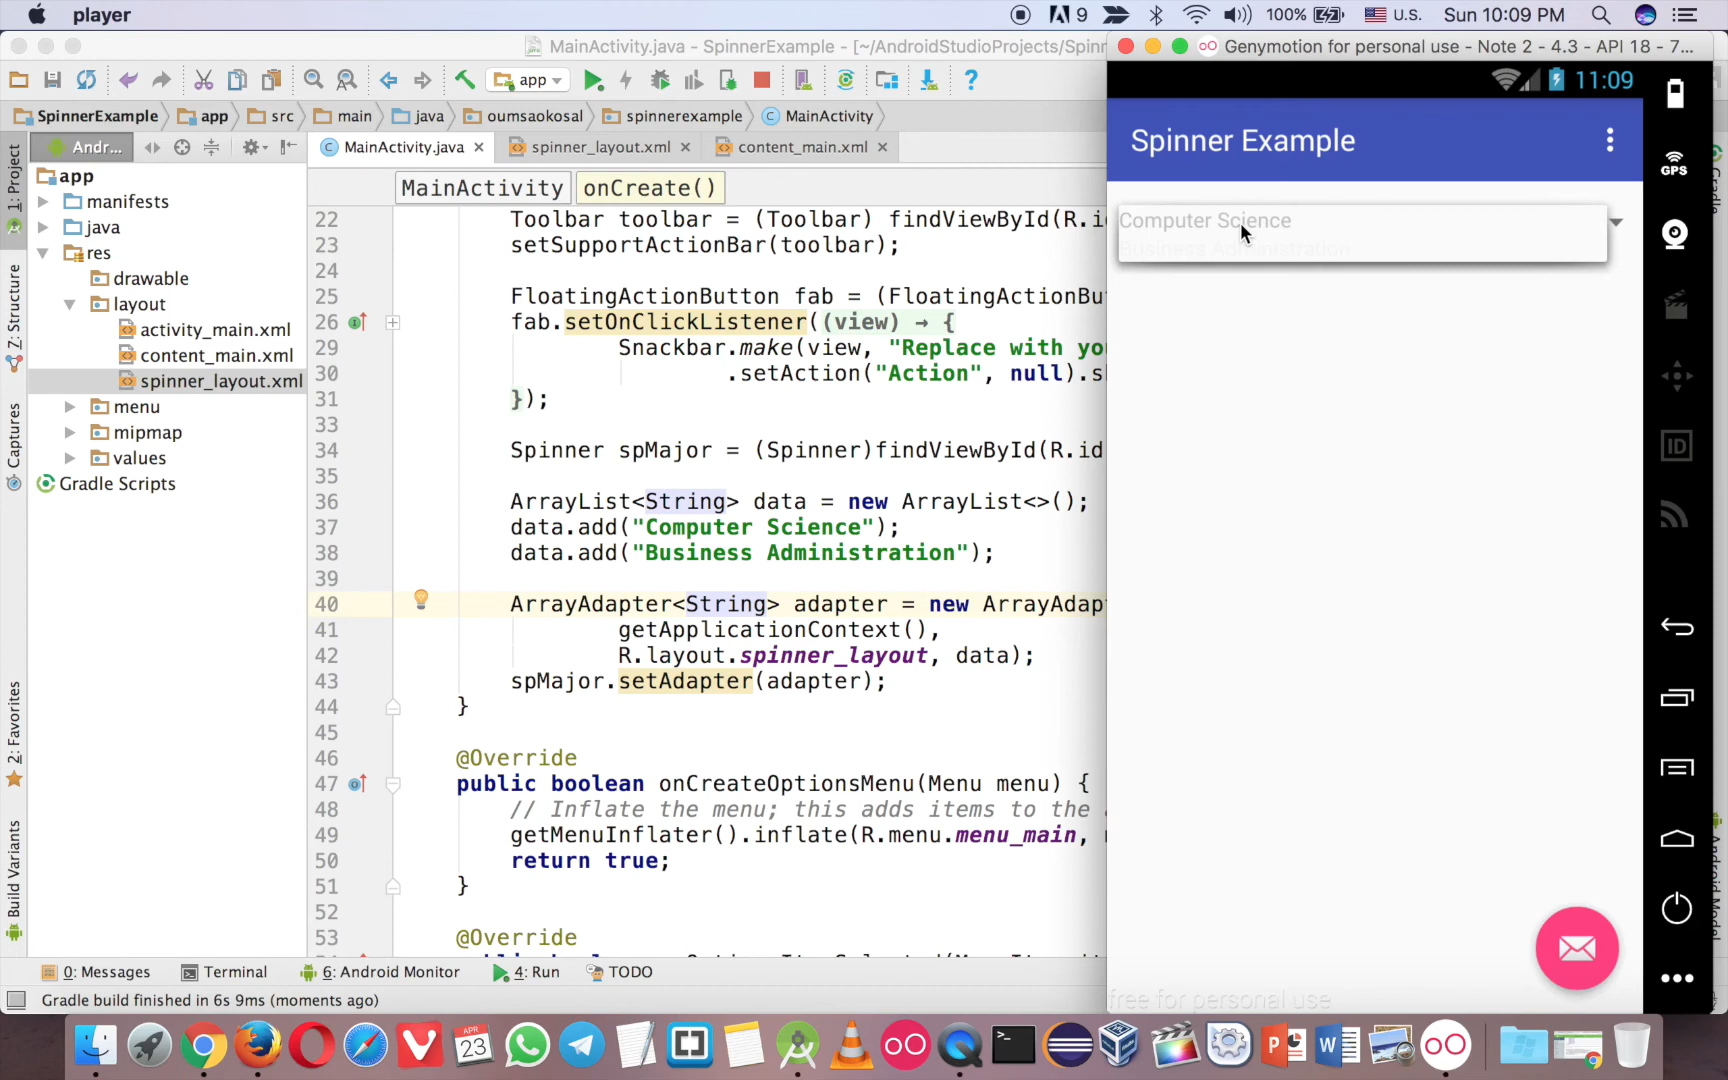 player
9
100%
U.S.
Sun 10:09 PM
MainActivity.java - SpinnerExample - [~/AndroidStudioProjects/Spinn
Genymotion for personal use - Note 2 - 4.3 - API 18 - 7...
app
?
11:09
SpinnerExample
app
src
main
java
oumsaokosal
spinnerexample
MainActivity
Andr...
MainActivity.java
spinner_layout.xml
content_main.xml
Spinner Example
GPS
MainActivity
onCreate()
1: Project
Z: Structure
Captures
2: Favorites
Build Variants
app
manifests
java
res
drawable
layout
activity_main.xml
content_main.xml
spinner_layout.xml
menu
mipmap
values
Gradle Scripts
22 Toolbar toolbar = (Toolbar) findViewById(R.i
23 setSupportActionBar(toolbar);
24
25 FloatingActionButton fab = (FloatingActionBu
26 fab.setOnClickListener((view) → {
29 Snackbar.make(view, "Replace with yo
30 .setAction("Action", null).s
31 });
33
34 Spinner spMajor = (Spinner)findViewById(R.id
35
36 ArrayList<String> data = new ArrayList<>();
37 data.add("Computer Science");
38 data.add("Business Administration");
39
40 ArrayAdapter<String> adapter = new ArrayAdap
41 getApplicationContext(),
42 R.layout.spinner_layout, data);
43 spMajor.setAdapter(adapter);
44 }
45
46 @Override
47 public boolean onCreateOptionsMenu(Menu menu) {
48 // Inflate the menu; this adds items to the
49 getMenuInflater().inflate(R.menu.menu_main,
50 return true;
51 }
52
53 @Override
Computer Science
Business Administration
ID
free for personal use
0: Messages
Terminal
6: Android Monitor
4: Run
TODO
Gradle build finished in 6s 9ms (moments ago)
APR
23
P
W